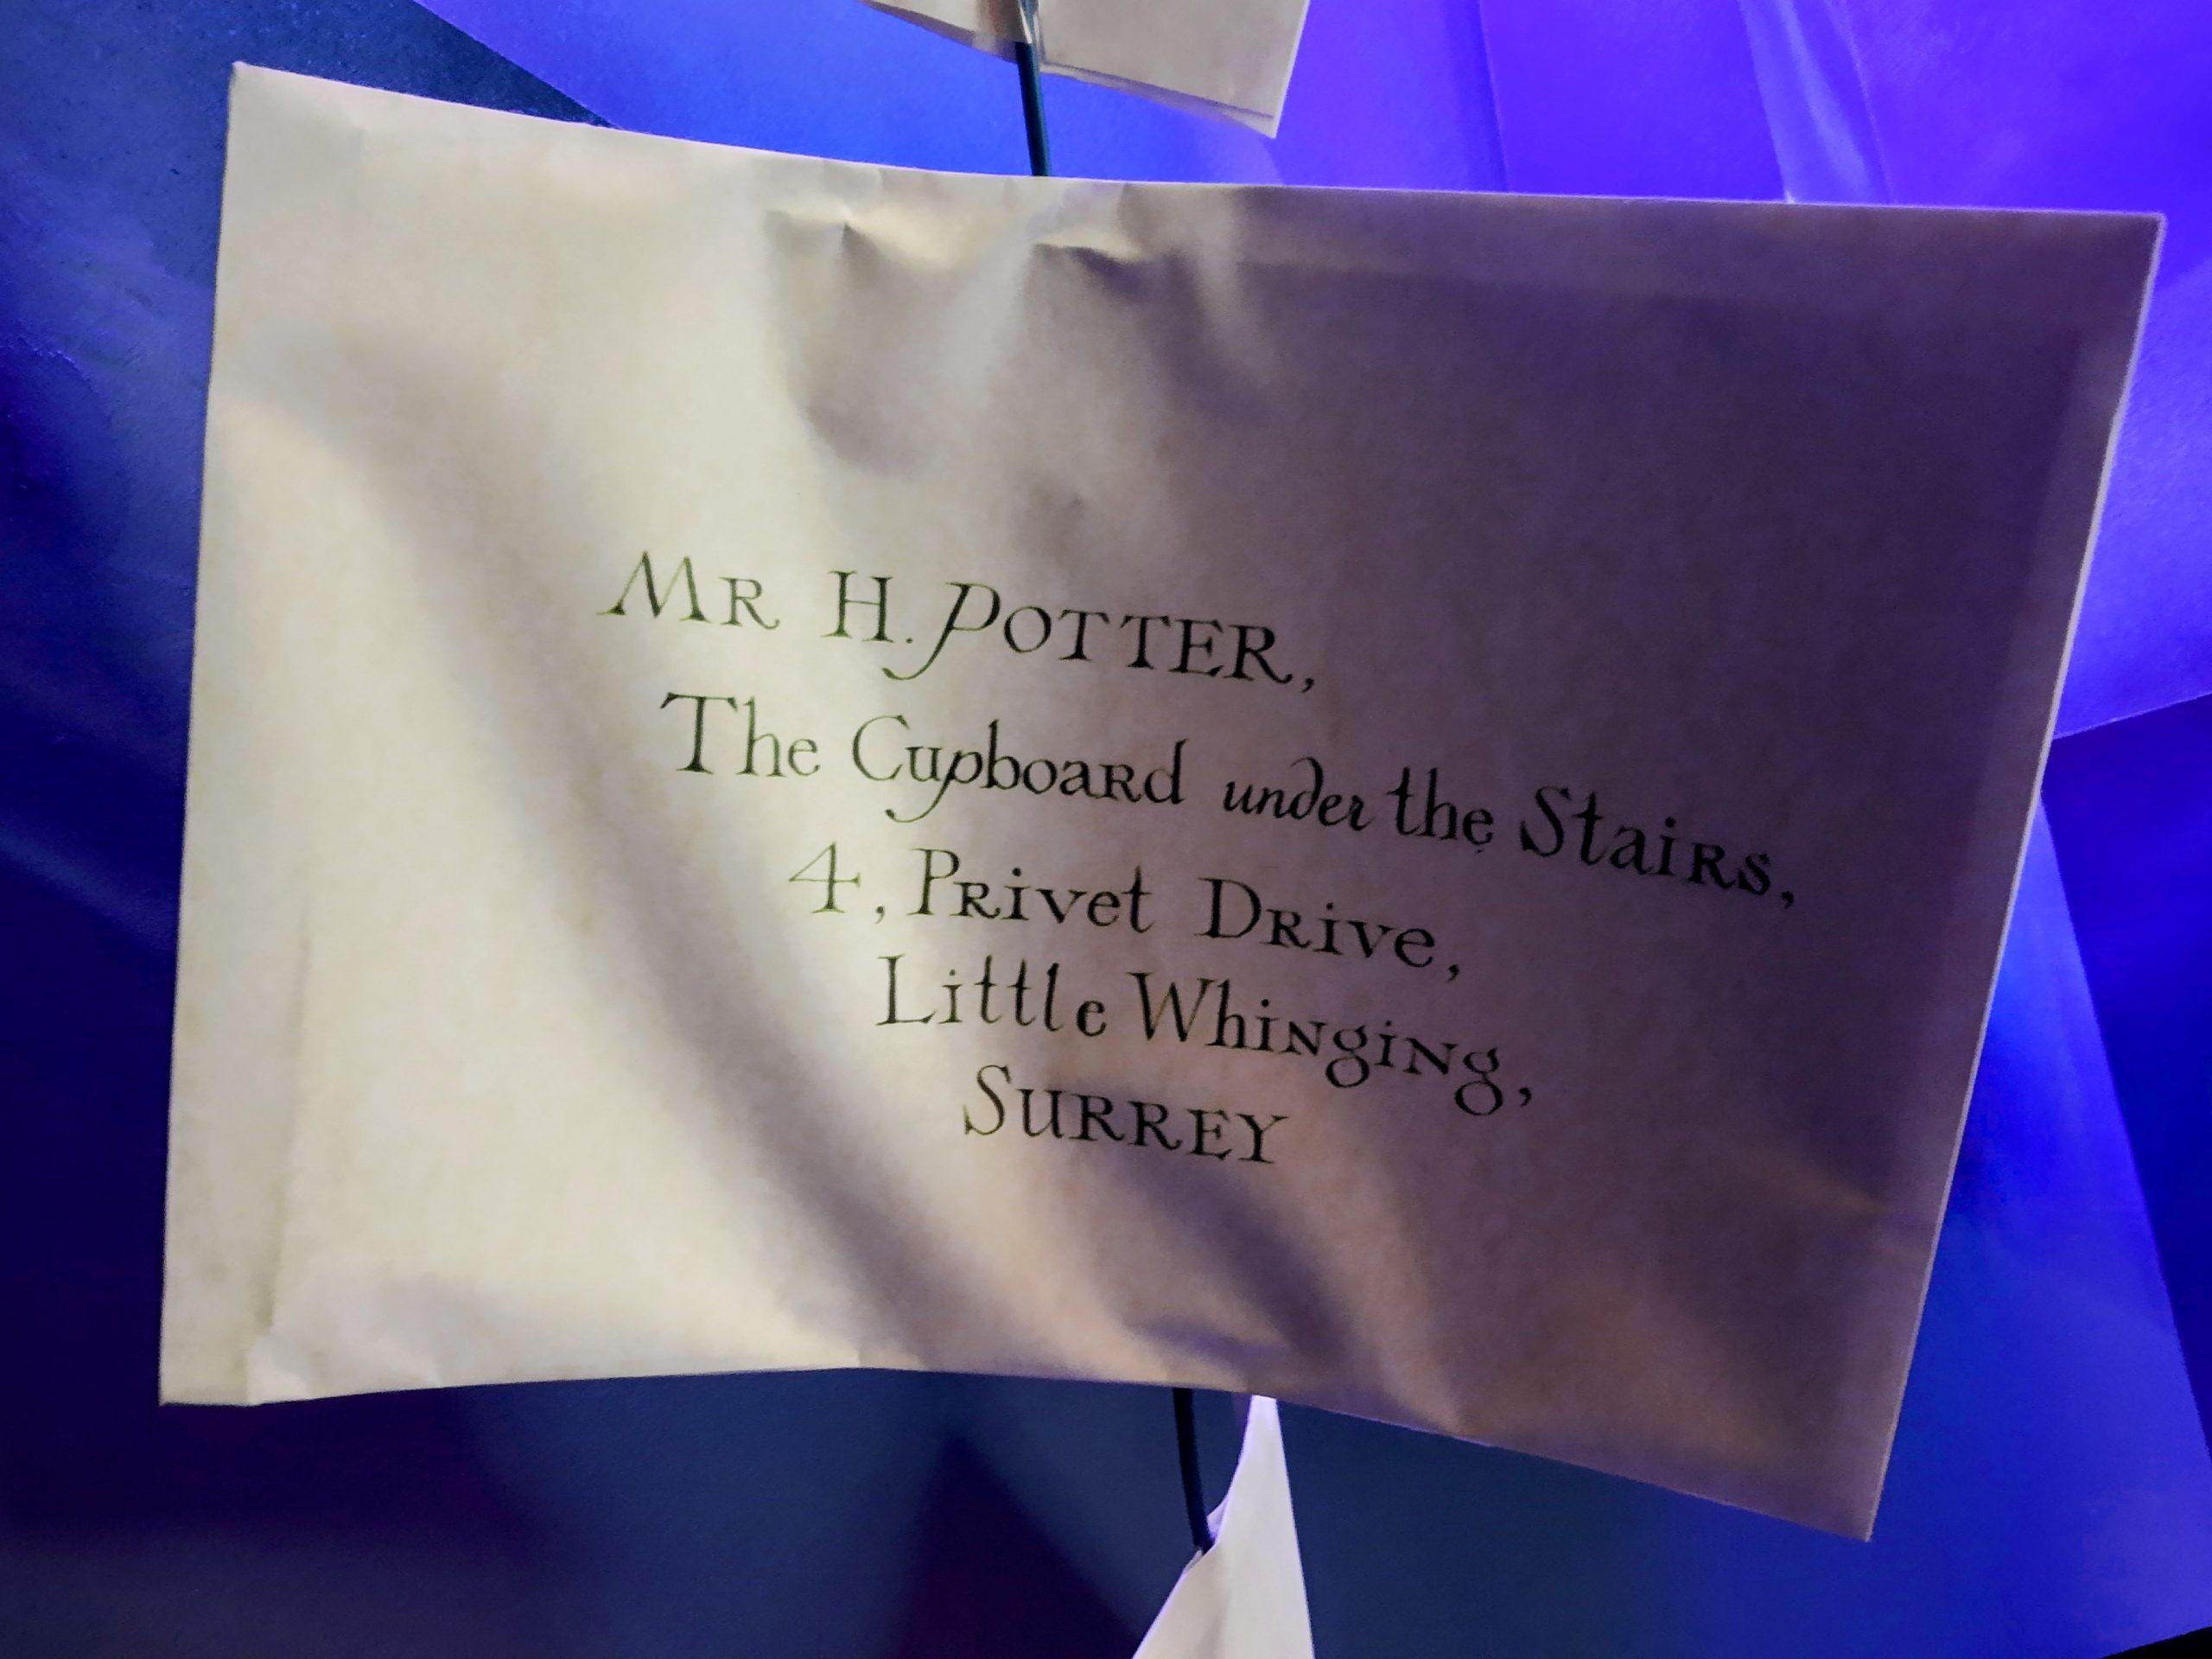 Mr H. Potter,
The Cupboard under the Stairs,
4, Privet Drive,
Little Whinging,
Surrey